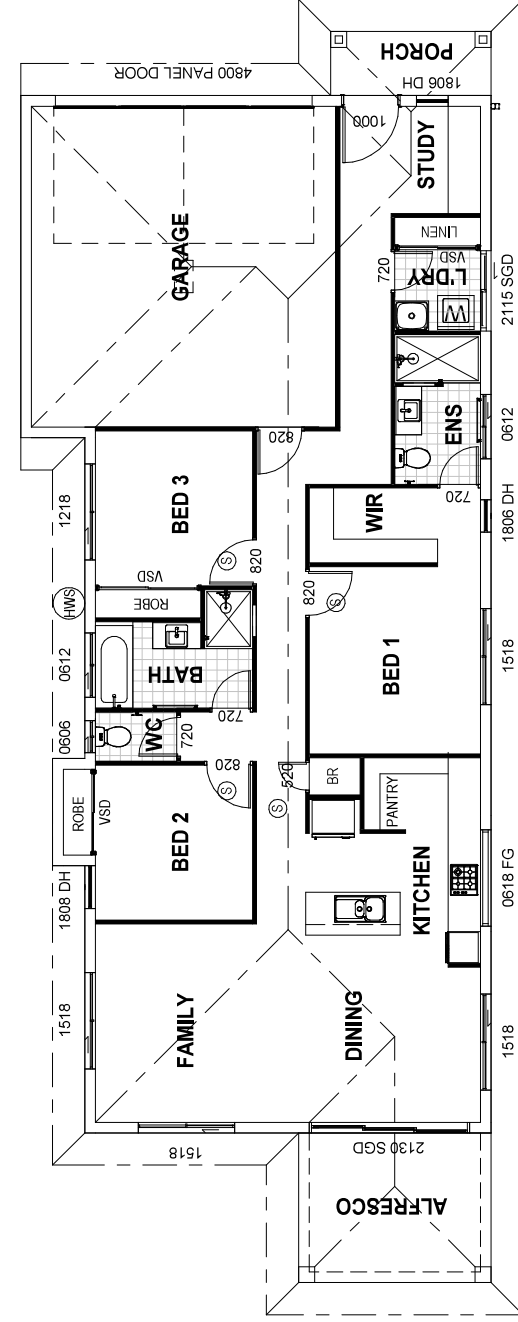 PORCH
1806 DH
4800 PANEL DOOR
1000
STUDY
GARAGE
LINEN
VSD
L'DRY
720
2115 SGD
W
ENS
0612
720
820
1806 DH
WIR
BED 3
1218
S
820
VSD
ROBE
HWS
820
S
BED 1
1518
BATH
0612
720
WC
0606
720
820
S
520
BR
S
ROBE
VSD
BED 2
PANTRY
1808 DH
KITCHEN
0618 FG
FAMILY
DINING
1518
1518
1518
2130 SGD
ALFRESCO